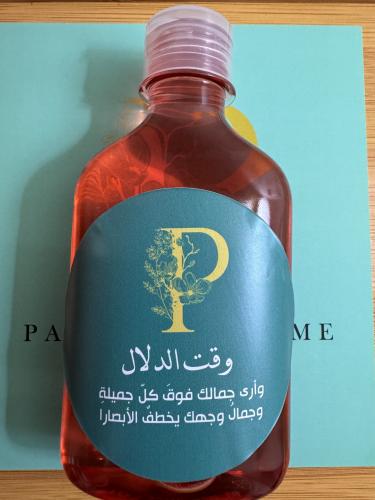 P
PA ME
وقت الدلال
وأرى جمالك فوقَ كلّ جميلةِ
وجمالُ وجهك يخطفُ الأبصارا